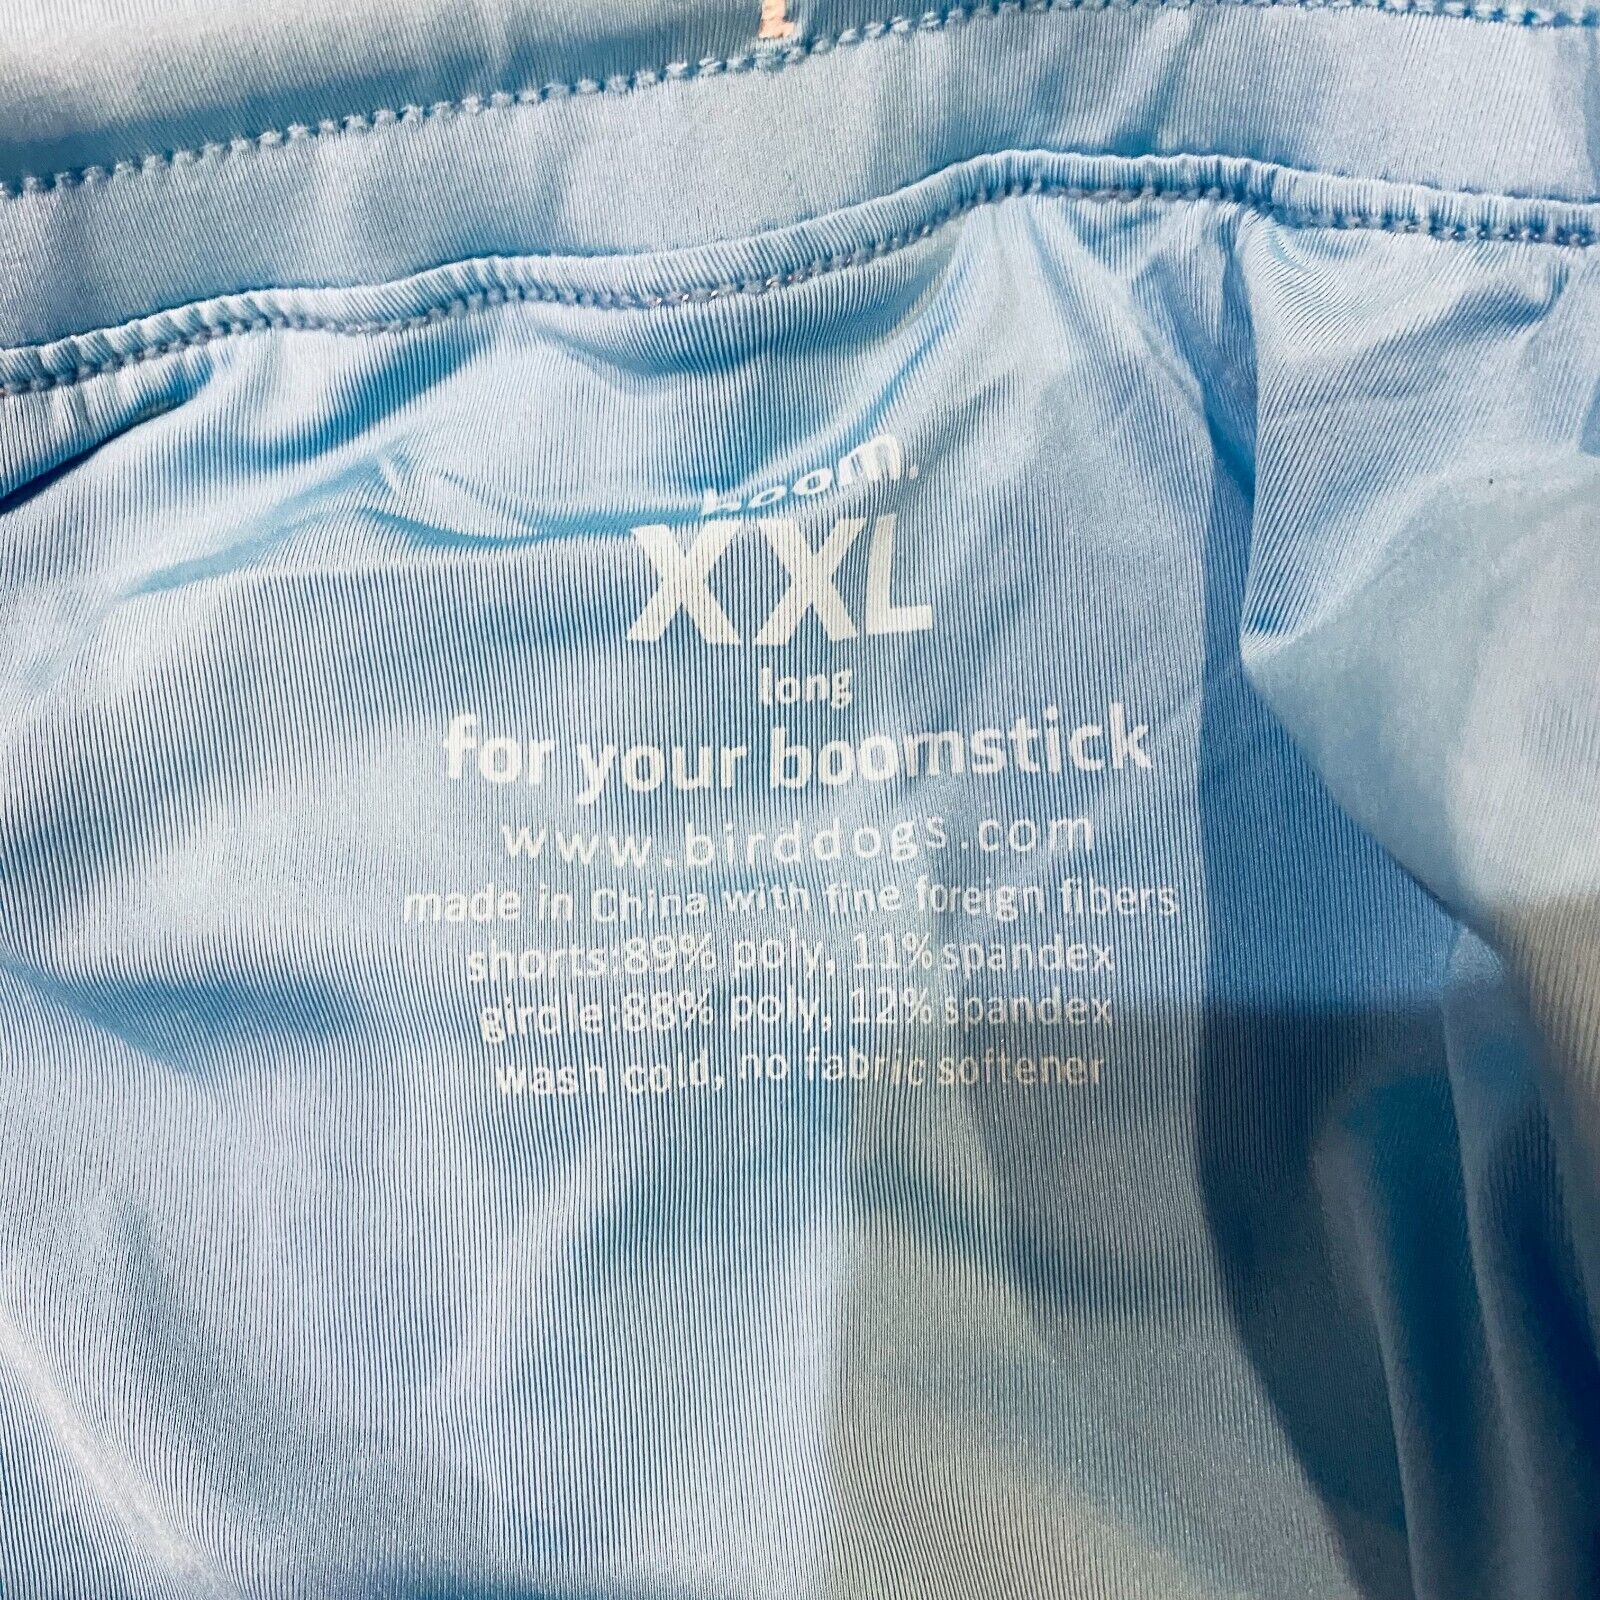 boom.
XXL
long
for your boomstick
www.birddogs.com
made in China with fine foreign fibers
shorts:89% poly, 11% spandex
girdle:88% poly, 12% spandex
wash cold, no fabric softener